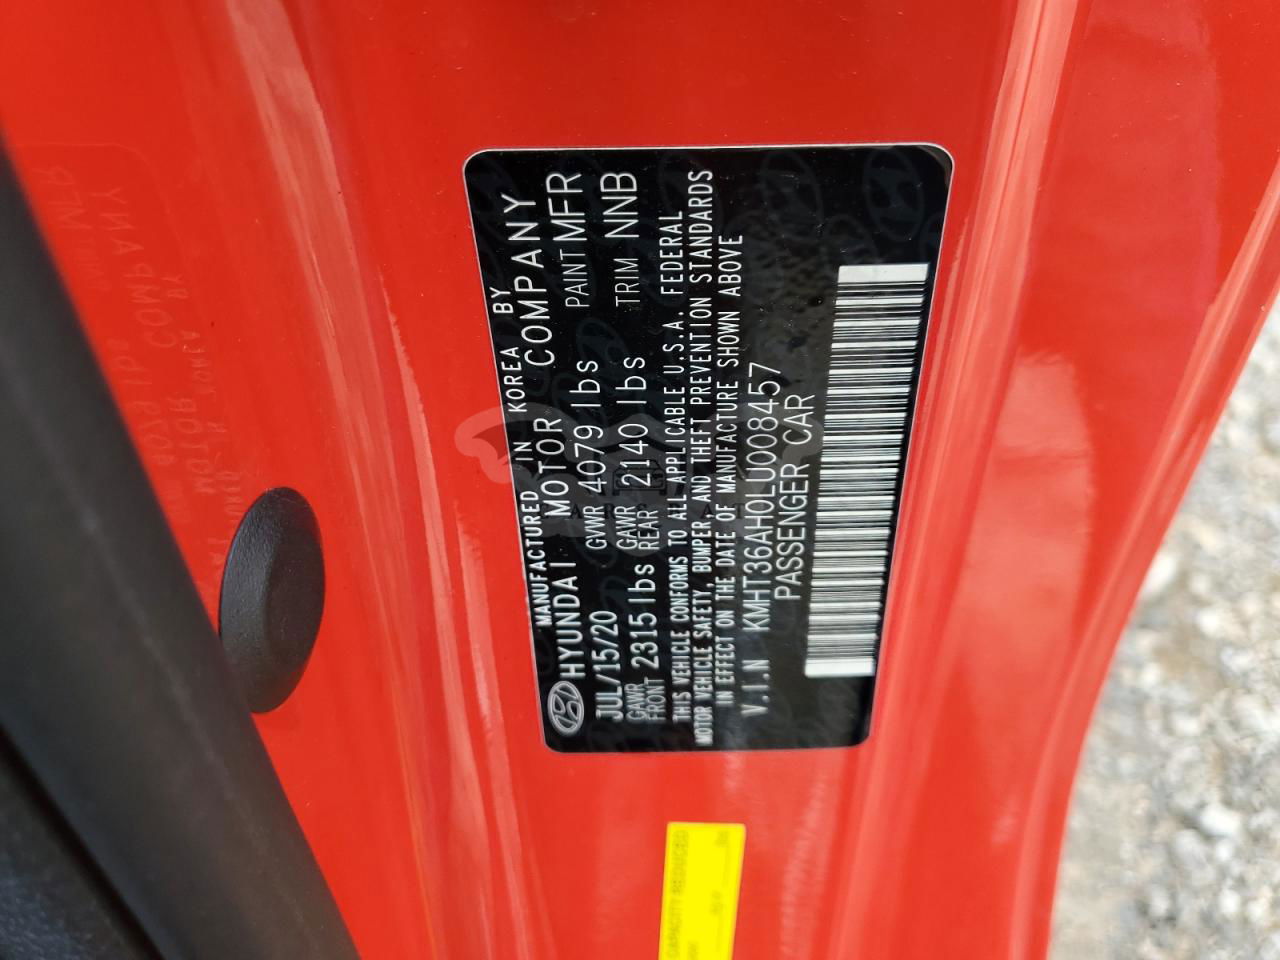 MANUFACTURED IN KOREA BY
HYUNDAI MOTOR COMPANY
JUL/15/20 GVWR 4079 lbs PAINT MFR
GAWR FRONT 2315 lbs GAWR REAR 2140 lbs TRIM NNB
THIS VEHICLE CONFORMS TO ALL APPLICABLE U.S.A. FEDERAL
MOTOR VEHICLE SAFETY, BUMPER, AND THEFT PREVENTION STANDARDS
IN EFFECT ON THE DATE OF MANUFACTURE SHOWN ABOVE
V.I.N KMHT36AH0LU008457
PASSENGER CAR
CAPACITY REDUCED